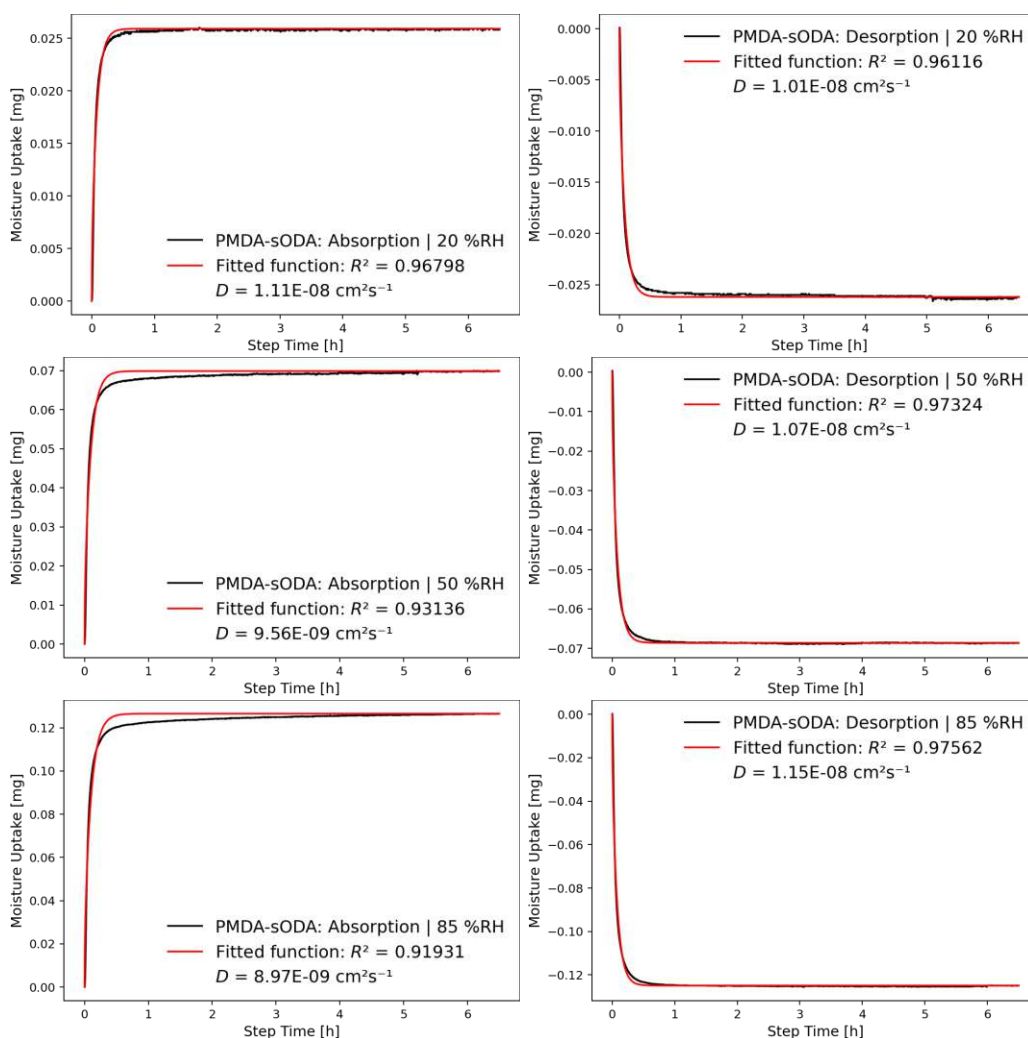 0.025
0.020
0.015
0.010
0.005
0.000
Moisture Uptake [mg]
PMDA-sODA: Absorption | 20 %RH
Fitted function: R² = 0.96798
D = 1.11E-08 cm²s⁻¹
0 1 2 3 4 5 6
Step Time [h]
0.000
−0.005
−0.010
−0.015
−0.020
−0.025
Moisture Uptake [mg]
PMDA-sODA: Desorption | 20 %RH
Fitted function: R² = 0.96116
D = 1.01E-08 cm²s⁻¹
0 1 2 3 4 5 6
Step Time [h]
0.07
0.06
0.05
0.04
0.03
0.02
0.01
0.00
Moisture Uptake [mg]
PMDA-sODA: Absorption | 50 %RH
Fitted function: R² = 0.93136
D = 9.56E-09 cm²s⁻¹
0 1 2 3 4 5 6
Step Time [h]
0.00
−0.01
−0.02
−0.03
−0.04
−0.05
−0.06
−0.07
Moisture Uptake [mg]
PMDA-sODA: Desorption | 50 %RH
Fitted function: R² = 0.97324
D = 1.07E-08 cm²s⁻¹
0 1 2 3 4 5 6
Step Time [h]
0.12
0.10
0.08
0.06
0.04
0.02
0.00
Moisture Uptake [mg]
PMDA-sODA: Absorption | 85 %RH
Fitted function: R² = 0.91931
D = 8.97E-09 cm²s⁻¹
0 1 2 3 4 5 6
Step Time [h]
0.00
−0.02
−0.04
−0.06
−0.08
−0.10
−0.12
Moisture Uptake [mg]
PMDA-sODA: Desorption | 85 %RH
Fitted function: R² = 0.97562
D = 1.15E-08 cm²s⁻¹
0 1 2 3 4 5 6
Step Time [h]